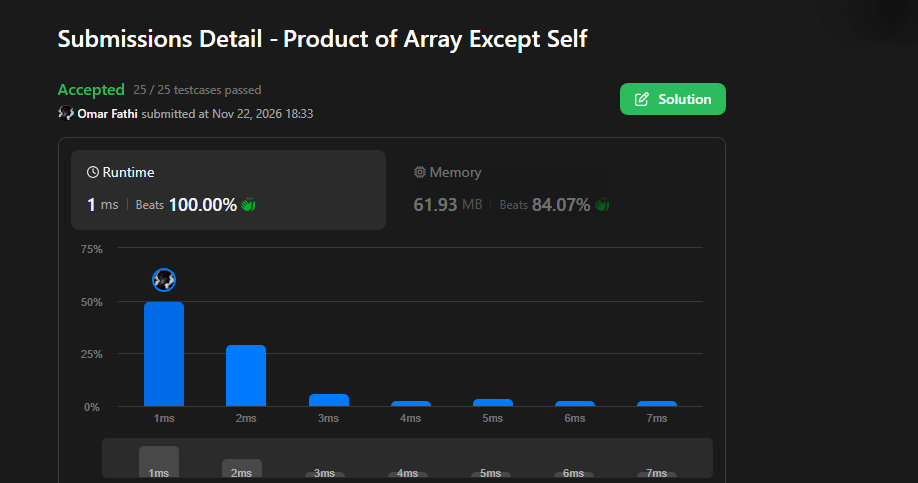 Submissions Detail - Product of Array Except Self
Accepted 25 / 25 testcases passed
Omar Fathi submitted at Nov 22, 2026 18:33
Solution
Runtime
1 ms | Beats 100.00%
Memory
61.93 MB | Beats 84.07%
75%
50%
25%
0%
1ms 2ms 3ms 4ms 5ms 6ms 7ms
1ms 2ms 3ms 4ms 5ms 6ms 7ms